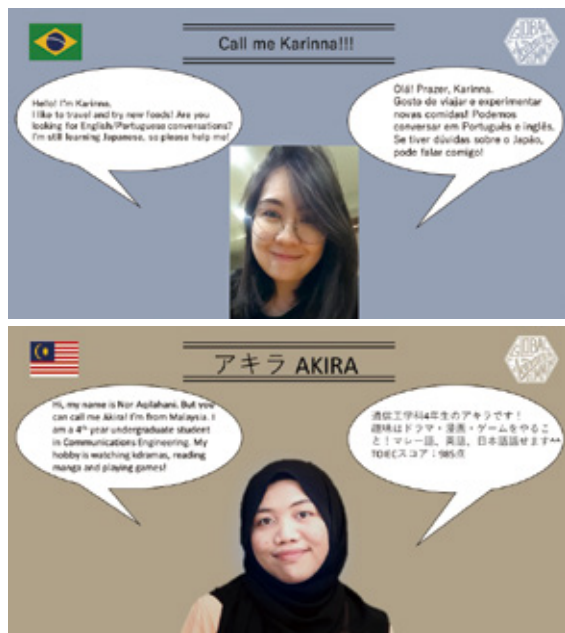 Call me Karinna!!!
Hello! I'm Karinna.
I like to travel and try new foods! Are you
looking for English/Portuguese conversations?
I'm still learning Japanese, so please help me!
Olá! Prazer, Karinna.
Gosto de viajar e experimentar
novas comidas! Podemos
conversar em Português e inglês.
Se tiver dúvidas sobre o Japão,
pode falar comigo!
アキラ AKIRA
Hi, my name is Nor Aqilahani. But you
can call me Akira! I'm from Malaysia. I
am a 4th year undergraduate student
in Communications Engineering. My
hobby is watching kdramas, reading
manga and playing games!
通信工学科4年生のアキラです！
趣味はドラマ・漫画・ゲームをやるこ
と！マレー語、英語、日本語話せます^^
TOIECスコア：985点